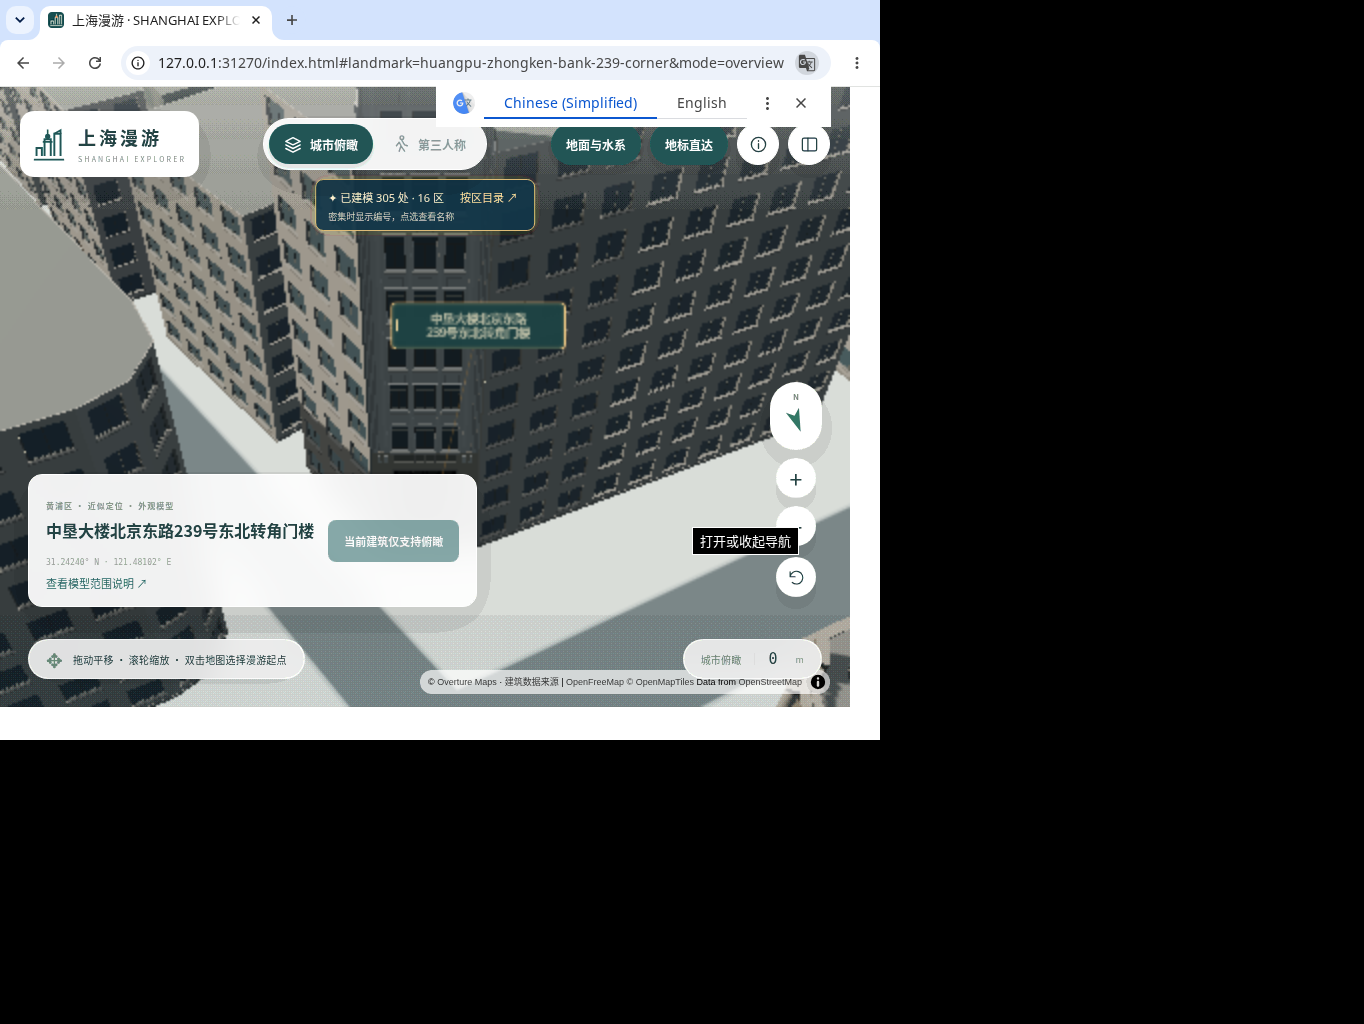 上海漫游 · SHANGHAI EXPLO
127.0.0.1:31270/index.html#landmark=huangpu-zhongken-bank-239-corner&mode=overview
Chinese (Simplified)
English
上海漫游
SHANGHAI EXPLORER
城市俯瞰
第三人称
地面与水系
地标直达
✦ 已建模 305 处 · 16 区 按区目录 ↗
密集时显示编号，点选查看名称
中垦大楼北京东路
239号东北转角门楼
N
黄浦区 · 近似定位 · 外观模型
中垦大楼北京东路239号东北转角门楼
31.24240° N · 121.48102° E
查看模型范围说明 ↗
当前建筑仅支持俯瞰
打开或收起导航
拖动平移 · 滚轮缩放 · 双击地图选择漫游起点
城市俯瞰 0 m
© Overture Maps · 建筑数据来源 | OpenFreeMap © OpenMapTiles Data from OpenStreetMap